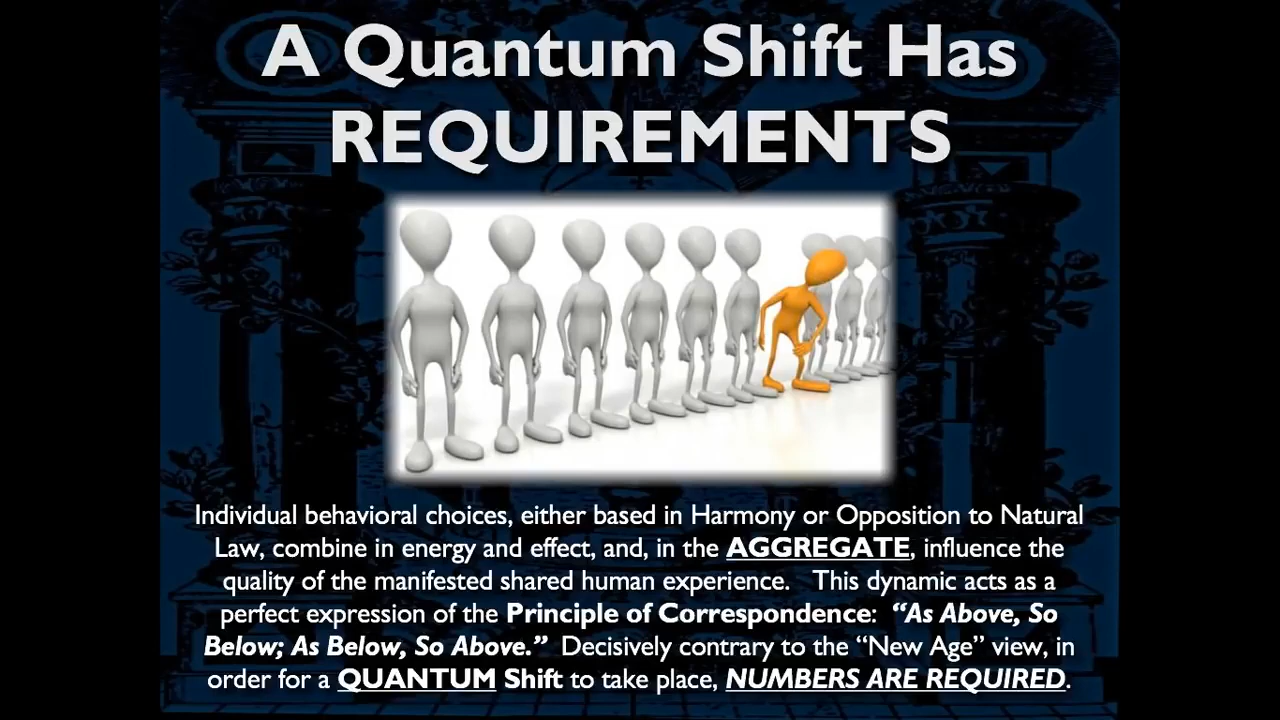 A Quantum Shift Has
REQUIREMENTS
Individual behavioral choices, either based in Harmony or Opposition to Natural
Law, combine in energy and effect, and, in the AGGREGATE, influence the
quality of the manifested shared human experience. This dynamic acts as a
perfect expression of the Principle of Correspondence: “As Above, So
Below; As Below, So Above.” Decisively contrary to the “New Age” view, in
order for a QUANTUM Shift to take place, NUMBERS ARE REQUIRED.